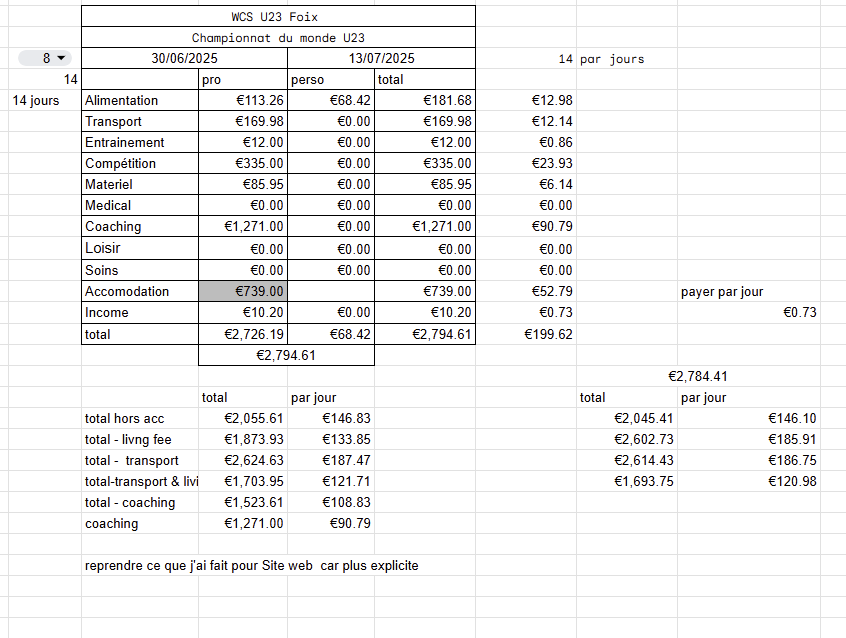 WCS U23 Foix
Championnat du monde U23
8 30/06/2025 13/07/2025 14 par jours
14 pro perso total
14 jours Alimentation €113.26 €68.42 €181.68 €12.98
Transport €169.98 €0.00 €169.98 €12.14
Entrainement €12.00 €0.00 €12.00 €0.86
Compétition €335.00 €0.00 €335.00 €23.93
Materiel €85.95 €0.00 €85.95 €6.14
Medical €0.00 €0.00 €0.00 €0.00
Coaching €1,271.00 €0.00 €1,271.00 €90.79
Loisir €0.00 €0.00 €0.00 €0.00
Soins €0.00 €0.00 €0.00 €0.00
Accomodation €739.00 €739.00 €52.79 payer par jour
Income €10.20 €0.00 €10.20 €0.73 €0.73
total €2,726.19 €68.42 €2,794.61 €199.62
€2,794.61
€2,784.41
total par jour total par jour
total hors acc €2,055.61 €146.83 €2,045.41 €146.10
total - livng fee €1,873.93 €133.85 €2,602.73 €185.91
total - transport €2,624.63 €187.47 €2,614.43 €186.75
total-transport & livi €1,703.95 €121.71 €1,693.75 €120.98
total - coaching €1,523.61 €108.83
coaching €1,271.00 €90.79
reprendre ce que j'ai fait pour Site web car plus explicite